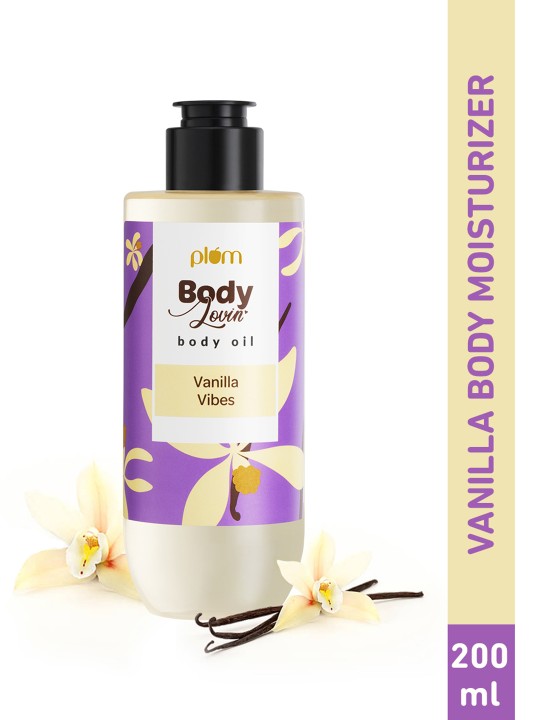 plum
Body
Lovin'
body oil
Vanilla
Vibes
VANILLA BODY MOISTURIZER
200
ml